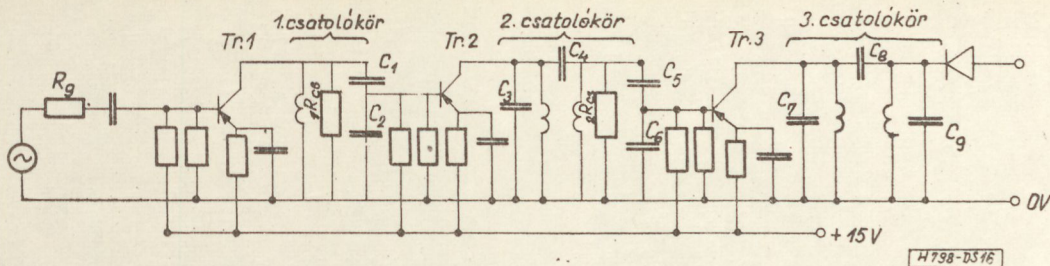 1. csatolókör
2. csatolókör
3. csatolókör
Tr.1
Tr.2
Tr.3
Rg
C1
C2
C3
C4
C5
C6
C7
C8
C9
0V
+15V
H798-DS16